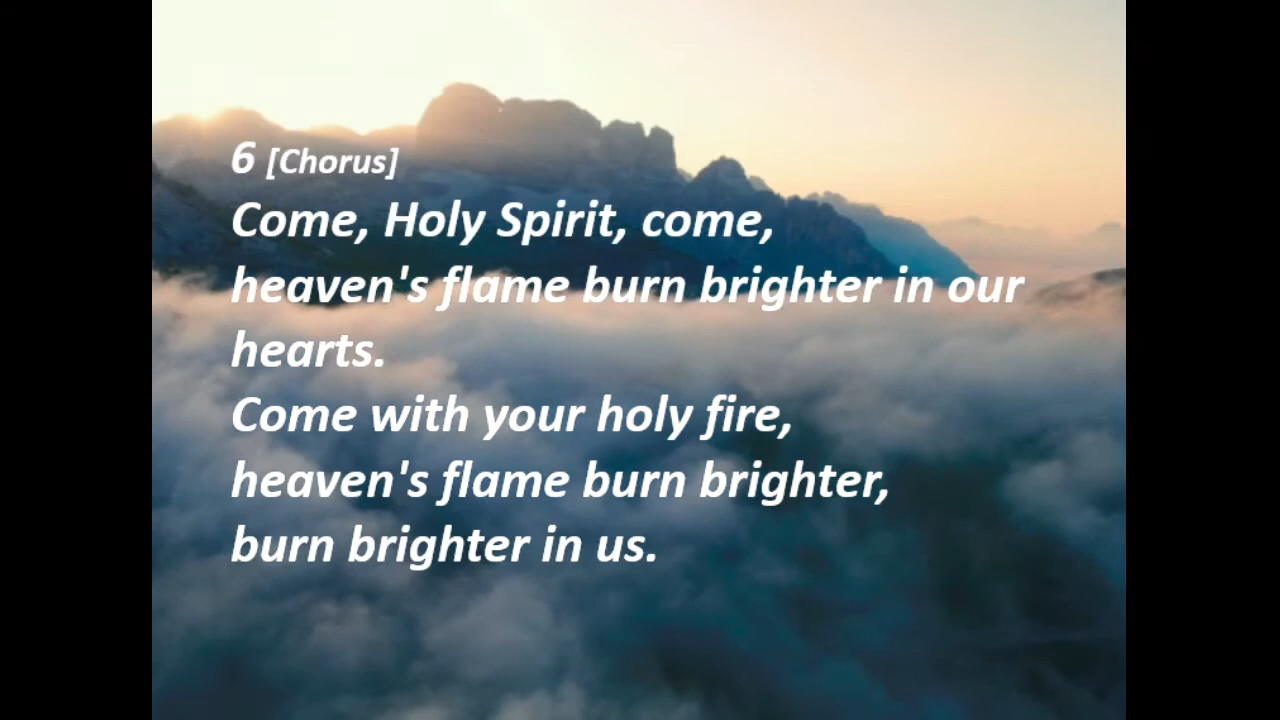 6 [Chorus]
Come, Holy Spirit, come,
heaven's flame burn brighter in our
hearts.
Come with your holy fire,
heaven's flame burn brighter,
burn brighter in us.